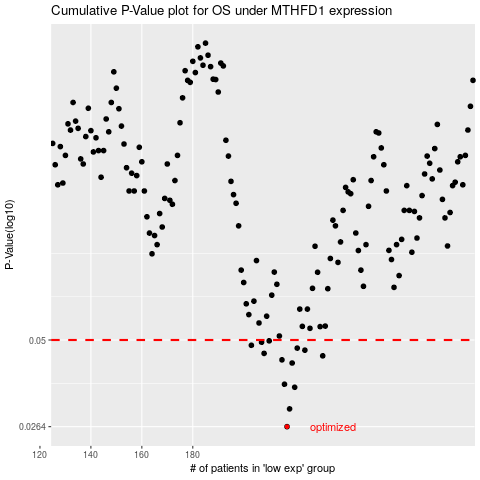 Cumulative P-Value plot for OS under MTHFD1 expression
P-Value(log10)
0.05
0.0264
optimized
120 140 160 180
# of patients in 'low exp' group